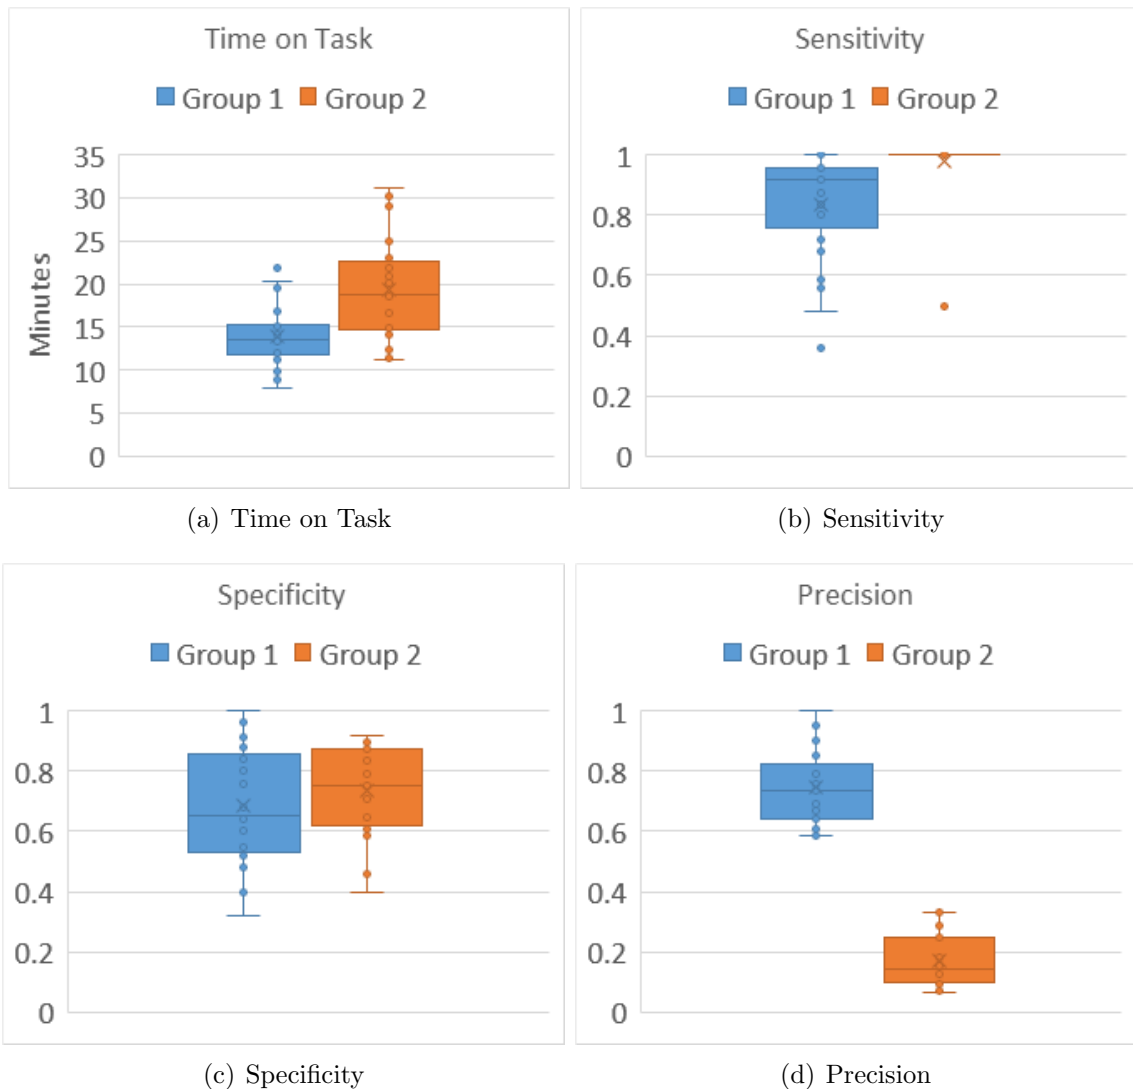 Time on Task
Group 1 Group 2
35
30
25
20
15
10
5
0
Minutes
(a) Time on Task
Sensitivity
Group 1 Group 2
1
0.8
0.6
0.4
0.2
0
(b) Sensitivity
Specificity
Group 1 Group 2
1
0.8
0.6
0.4
0.2
0
(c) Specificity
Precision
Group 1 Group 2
1
0.8
0.6
0.4
0.2
0
(d) Precision